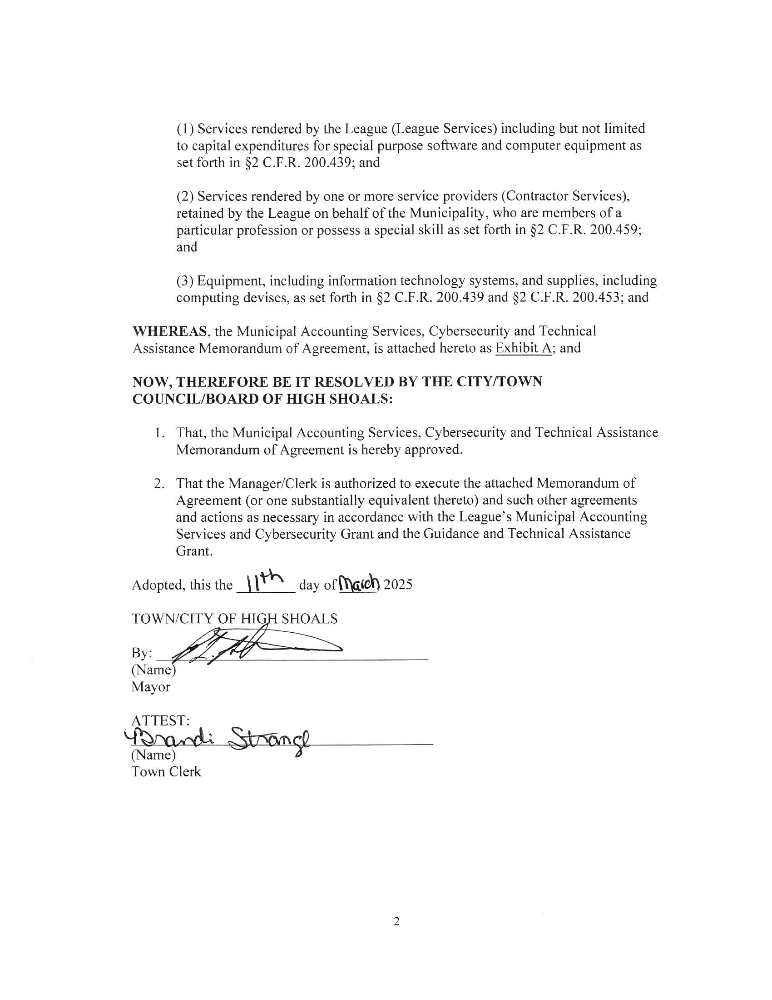 (1) Services rendered by the League (League Services) including but not limited
to capital expenditures for special purpose software and computer equipment as
set forth in §2 C.F.R. 200.439; and
(2) Services rendered by one or more service providers (Contractor Services),
retained by the League on behalf of the Municipality, who are members of a
particular profession or possess a special skill as set forth in §2 C.F.R. 200.459;
and
(3) Equipment, including information technology systems, and supplies, including
computing devises, as set forth in §2 C.F.R. 200.439 and §2 C.F.R. 200.453; and
WHEREAS, the Municipal Accounting Services, Cybersecurity and Technical
Assistance Memorandum of Agreement, is attached hereto as Exhibit A; and
NOW, THEREFORE BE IT RESOLVED BY THE CITY/TOWN
COUNCIL/BOARD OF HIGH SHOALS:
1. That, the Municipal Accounting Services, Cybersecurity and Technical Assistance
Memorandum of Agreement is hereby approved.
2. That the Manager/Clerk is authorized to execute the attached Memorandum of
Agreement (or one substantially equivalent thereto) and such other agreements
and actions as necessary in accordance with the League's Municipal Accounting
Services and Cybersecurity Grant and the Guidance and Technical Assistance
Grant.
Adopted, this the 11th day of March, 2025
TOWN/CITY OF HIGH SHOALS
By:
(Name)
Mayor
ATTEST:
Brandi Strange
(Name)
Town Clerk
2